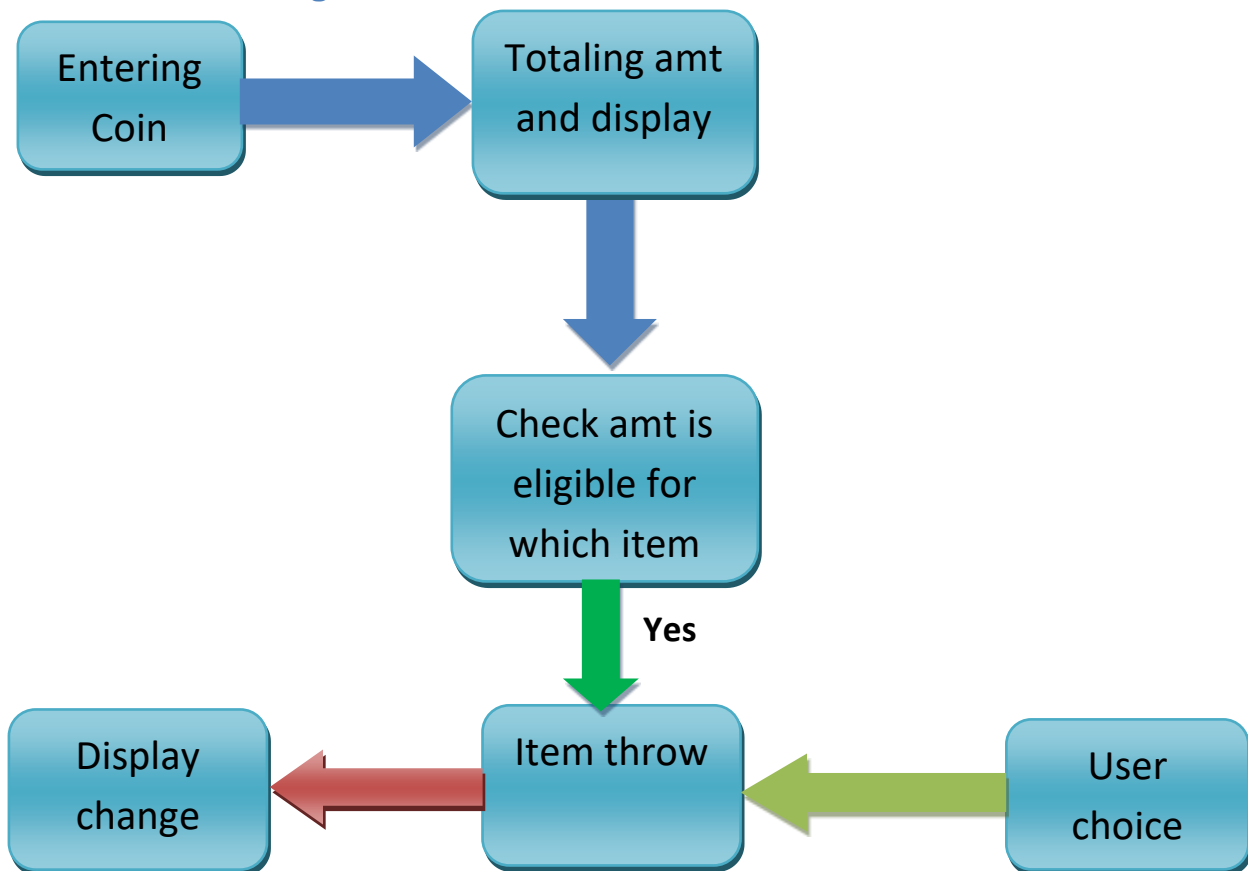 Entering
Coin
Totaling amt
and display
Check amt is
eligible for
which item
Yes
Display
change
Item throw
User
choice